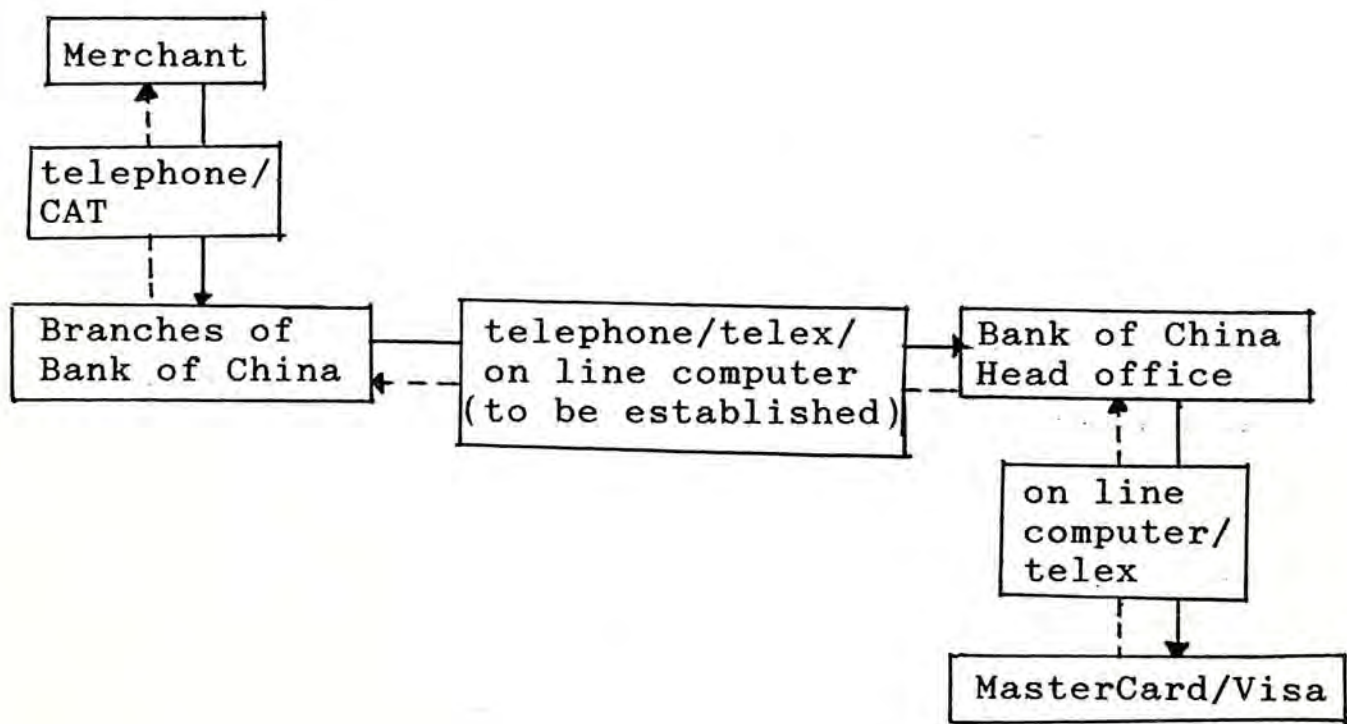 Merchant
telephone/
CAT
Branches of
Bank of China
telephone/telex/
on line computer
(to be established)
Bank of China
Head office
on line
computer/
telex
MasterCard/Visa